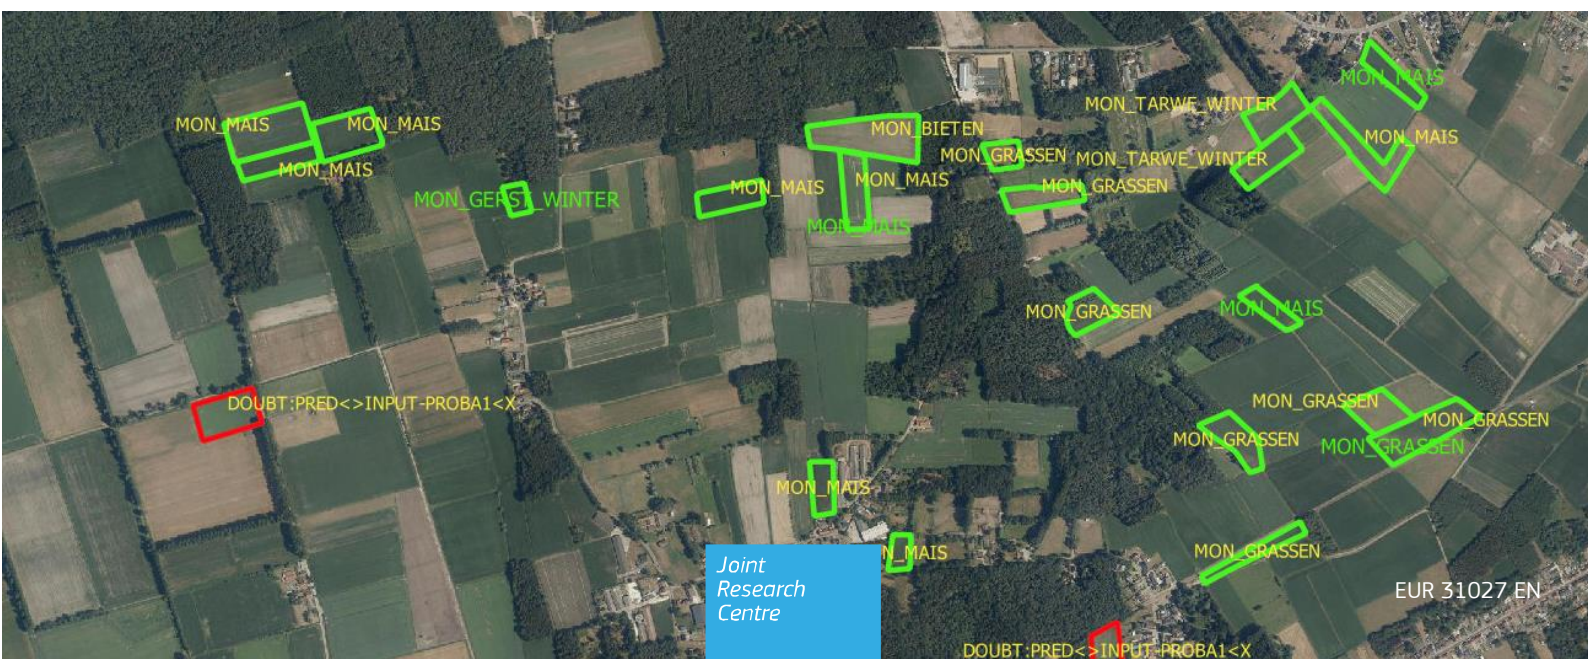 MON_MAIS
MON_TARWE_WINTER
MON_MAIS
MON_MAIS
MON_BIETEN
MON_MAIS
MON_GRASSEN
MON_TARWE_WINTER
MON_MAIS
MON_MAIS
MON_MAIS
MON_GRASSEN
MON_GERST_WINTER
MON_MAIS
MON_GRASSEN
MON_MAIS
DOUBT:PRED<>INPUT-PROBA1<X
MON_GRASSEN
MON_GRASSEN
MON_GRASSEN
MON_GRASSEN
MON_MAIS
N_MAIS
MON_GRASSEN
Joint
Research
Centre
EUR 31027 EN
DOUBT:PRED<>INPUT-PROBA1<X